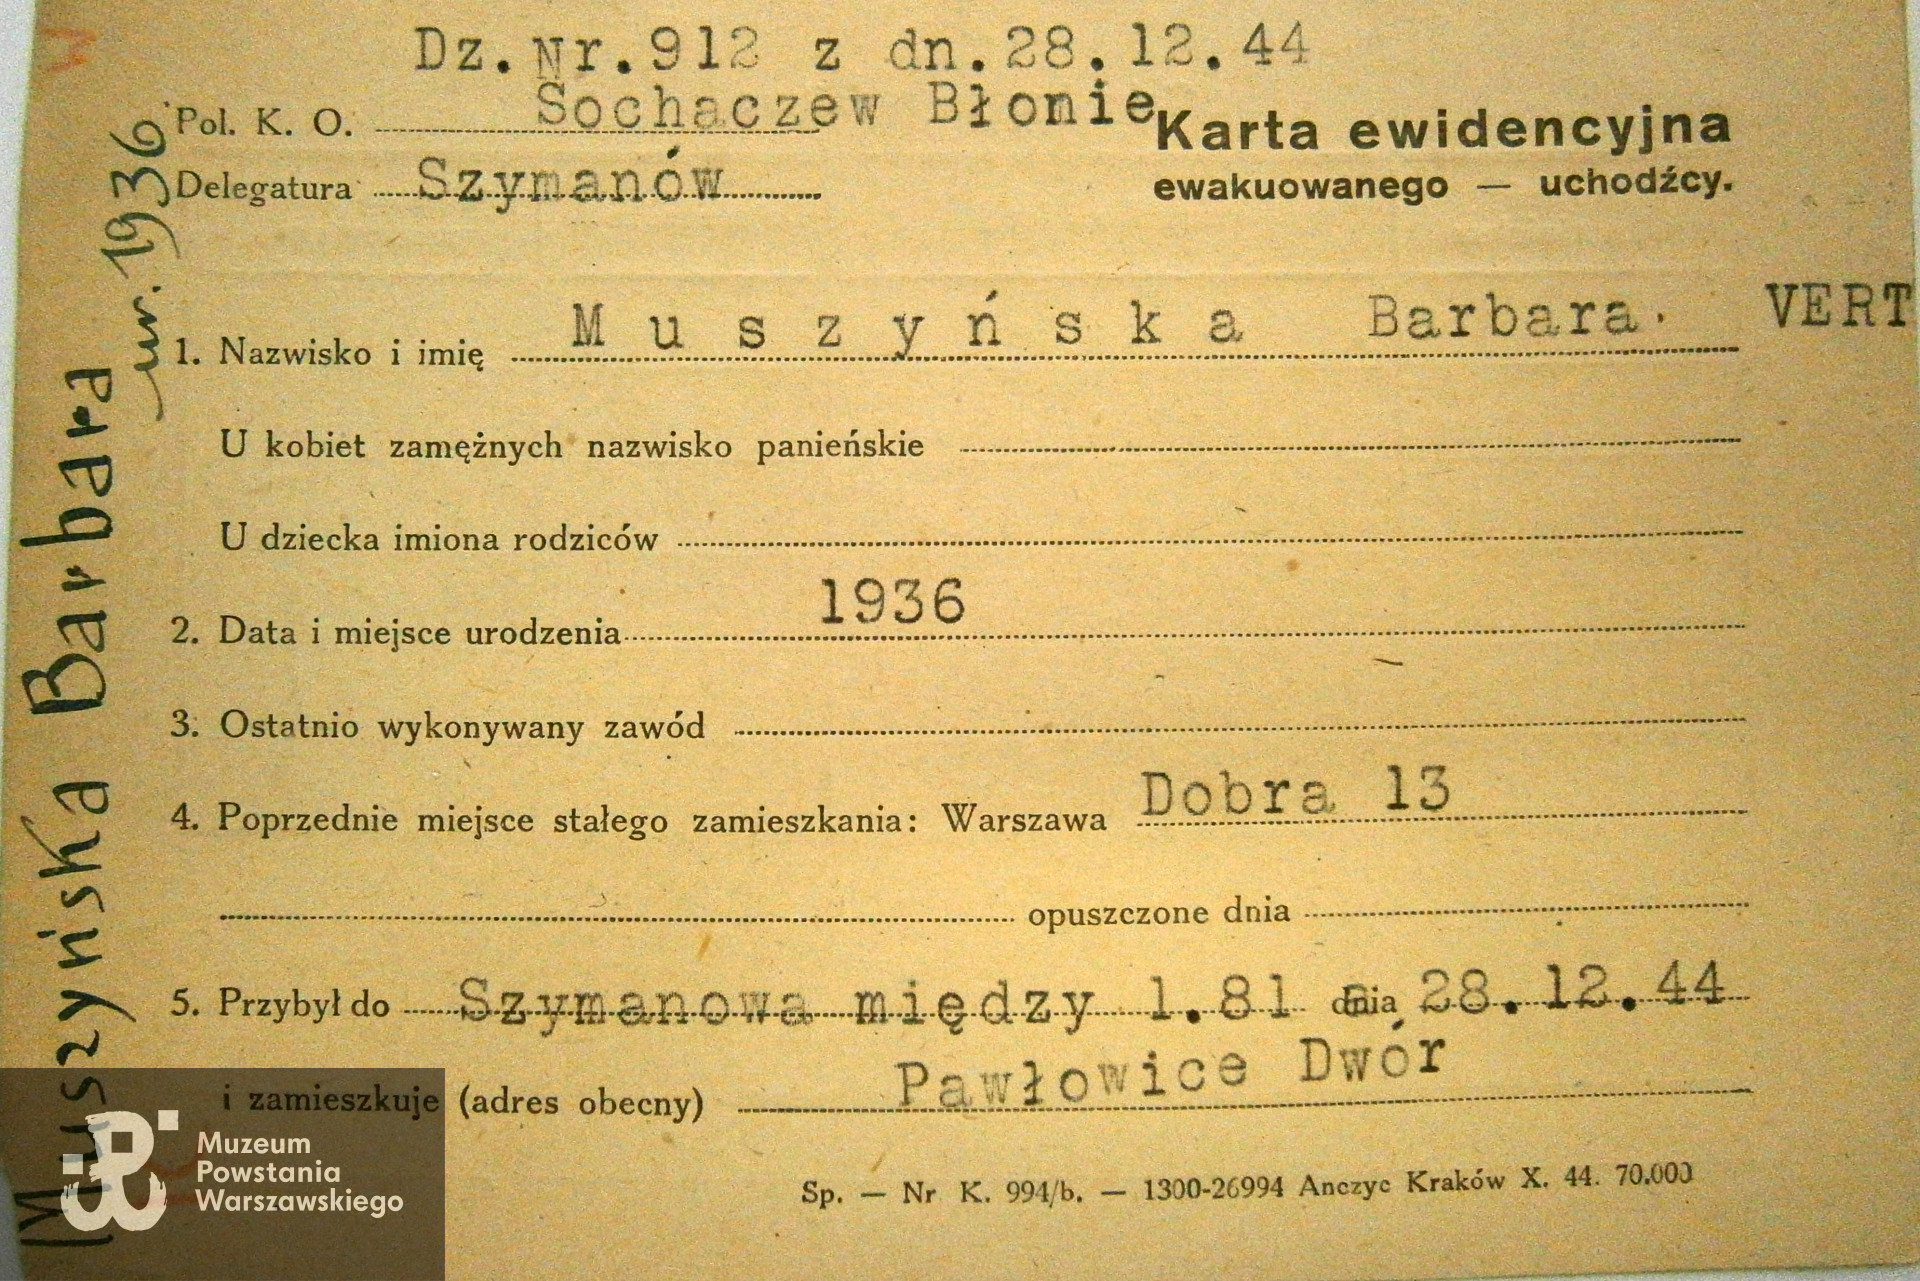 Dz.Nr.912 z dn.28.12.44
Pol. K. O. Sochaczew Błonie
Karta ewidencyjna
Delegatura Szymanów
ewakuowanego — uchodźcy.
1. Nazwisko i imię Muszyńska Barbara. VERT
U kobiet zamężnych nazwisko panieńskie
U dziecka imiona rodziców
2. Data i miejsce urodzenia 1936
3. Ostatnio wykonywany zawód
4. Poprzednie miejsce stałego zamieszkania: Warszawa Dobra 13
opuszczone dnia
5. Przybył do Szymanowa między 1.81 a dnia 28.12.44
i zamieszkuje (adres obecny) Pawłowice Dwór
Sp. — Nr K. 994/b. — 1300-26994 Anczyc Kraków X. 44. 70.000
Muszyńska Barbara
ur. 1936
Muzeum
Powstania
Warszawskiego